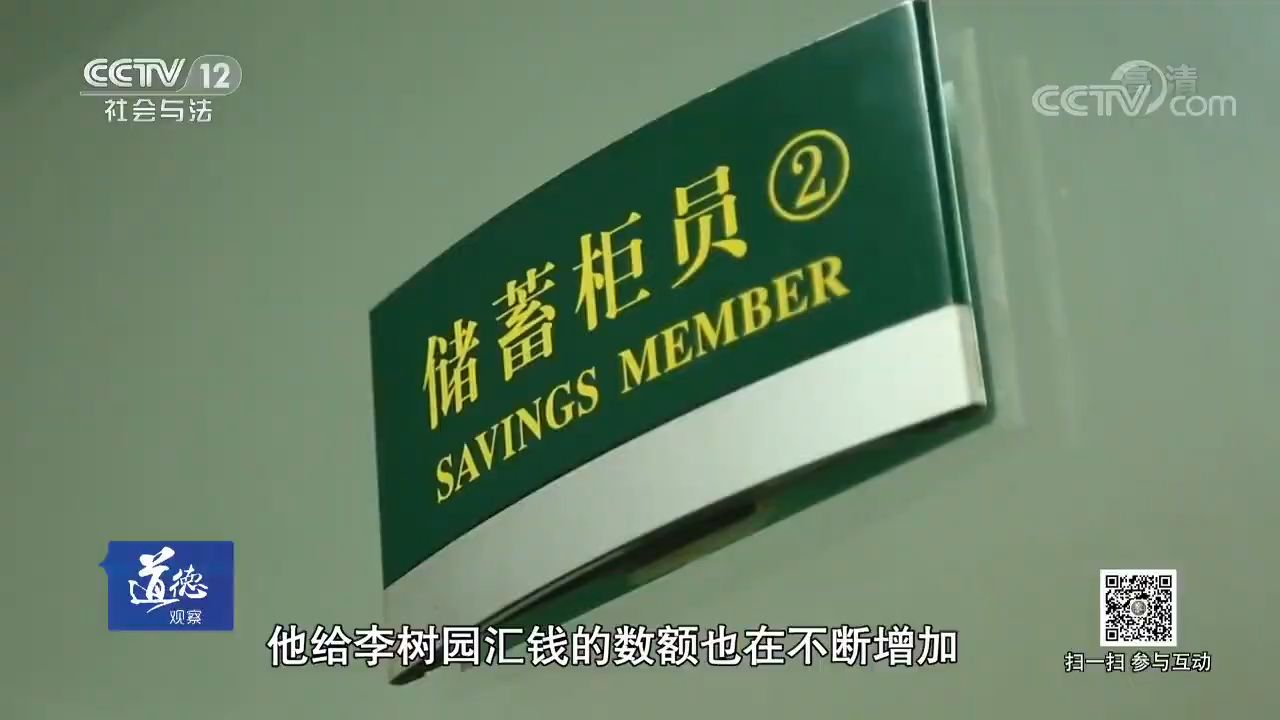 CCTV 12
社会与法
高清
CCTV.com
储蓄柜员②
SAVINGS MEMBER
道德
观察
他给李树园汇钱的数额也在不断增加
扫一扫 参与互动